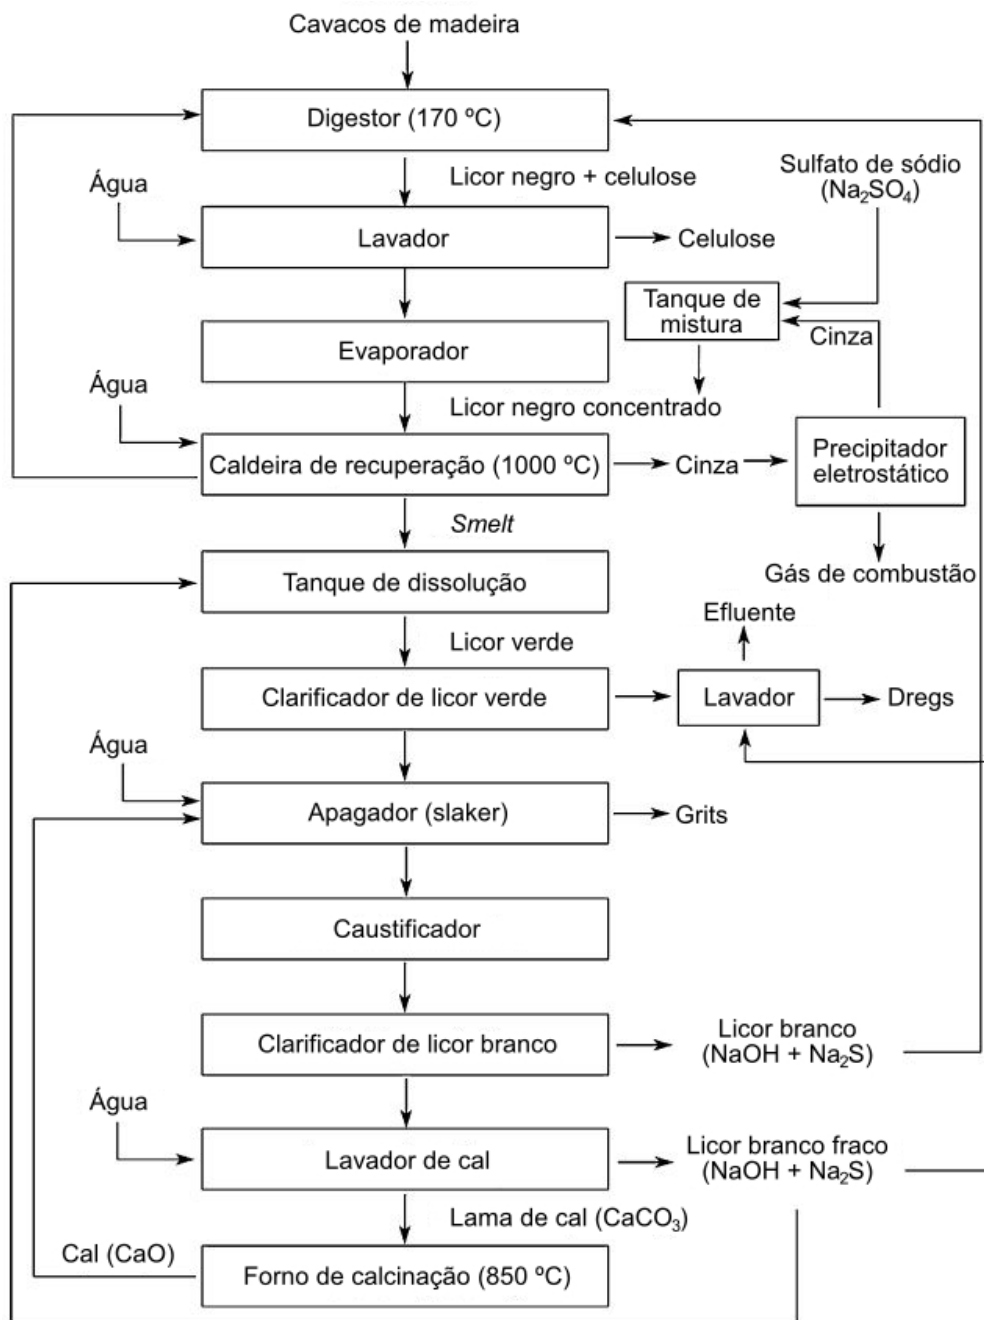 Cavacos de madeira
Digestor (170 ºC)
Licor negro + celulose
Sulfato de sódio
(Na₂SO₄)
Água
Lavador
Celulose
Tanque de
mistura
Cinza
Evaporador
Água
Licor negro concentrado
Caldeira de recuperação (1000 ºC)
Cinza
Precipitador
eletrostático
Smelt
Gás de combustão
Tanque de dissolução
Efluente
Licor verde
Clarificador de licor verde
Lavador
Dregs
Água
Apagador (slaker)
Grits
Caustificador
Clarificador de licor branco
Licor branco
(NaOH + Na₂S)
Água
Lavador de cal
Licor branco fraco
(NaOH + Na₂S)
Lama de cal (CaCO₃)
Cal (CaO)
Forno de calcinação (850 ºC)